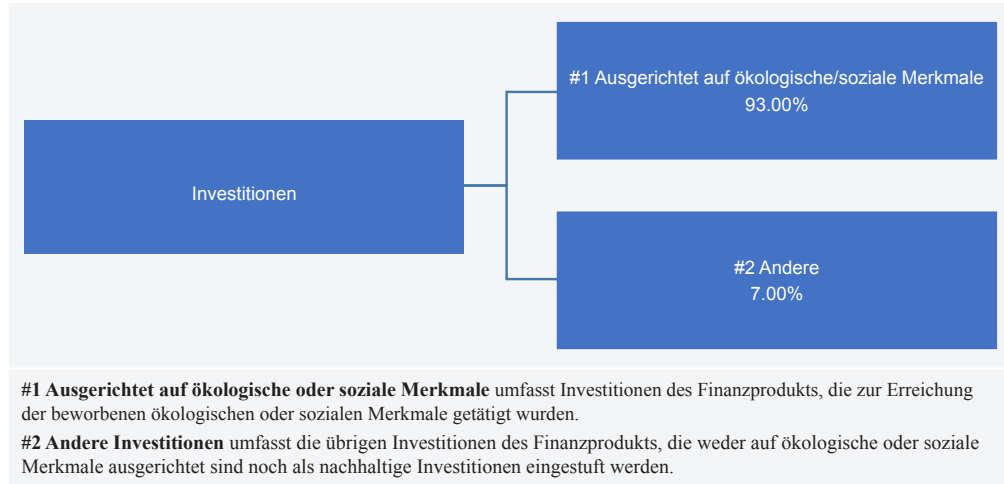 #1 Ausgerichtet auf ökologische/soziale Merkmale
93.00%
Investitionen
#2 Andere
7.00%
#1 Ausgerichtet auf ökologische oder soziale Merkmale umfasst Investitionen des Finanzprodukts, die zur Erreichung
der beworbenen ökologischen oder sozialen Merkmale getätigt wurden.
#2 Andere Investitionen umfasst die übrigen Investitionen des Finanzprodukts, die weder auf ökologische oder soziale
Merkmale ausgerichtet sind noch als nachhaltige Investitionen eingestuft werden.